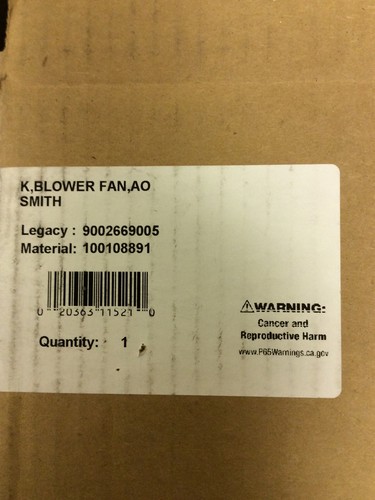 K,BLOWER FAN,AO
SMITH
Legacy : 9002669005
Material: 100108891
0 20363 11521 0
Quantity: 1
⚠WARNING:
Cancer and
Reproductive Harm
www.P65Warnings.ca.gov